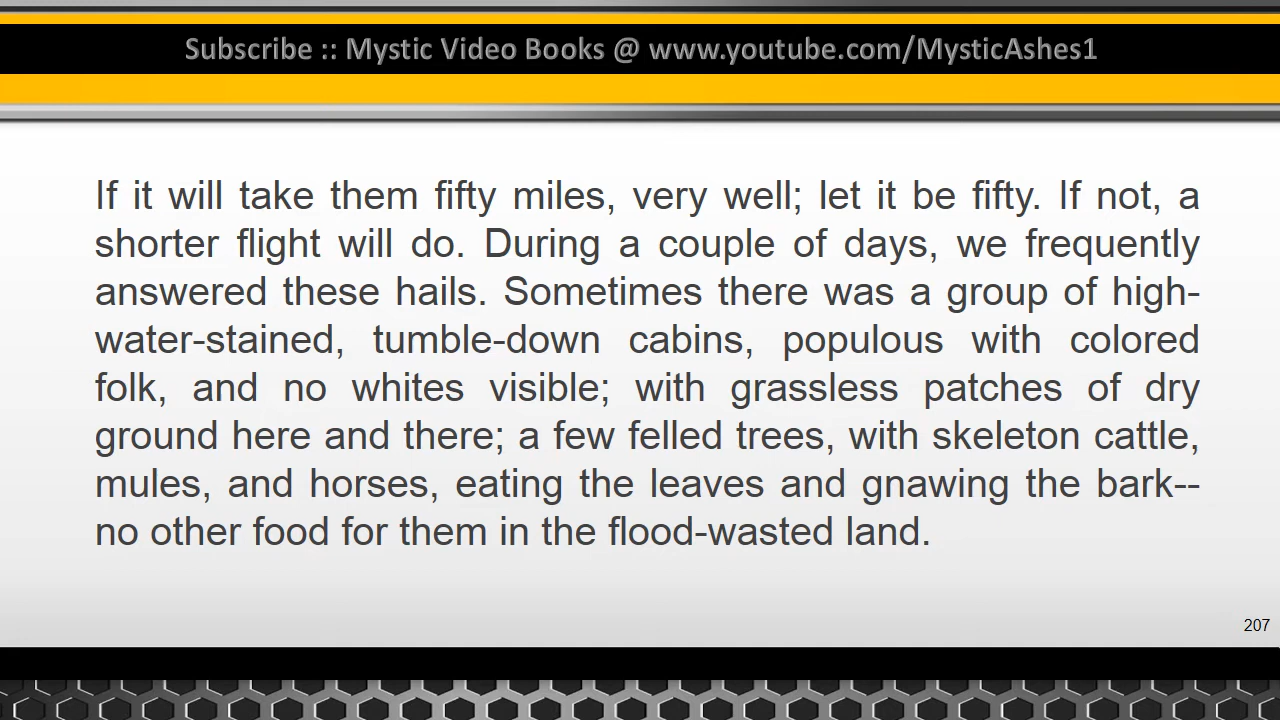 Subscribe :: Mystic Video Books @ www.youtube.com/MysticAshes1
If it will take them fifty miles, very well; let it be fifty. If not, a
shorter flight will do. During a couple of days, we frequently
answered these hails. Sometimes there was a group of high-
water-stained, tumble-down cabins, populous with colored
folk, and no whites visible; with grassless patches of dry
ground here and there; a few felled trees, with skeleton cattle,
mules, and horses, eating the leaves and gnawing the bark--
no other food for them in the flood-wasted land.
207